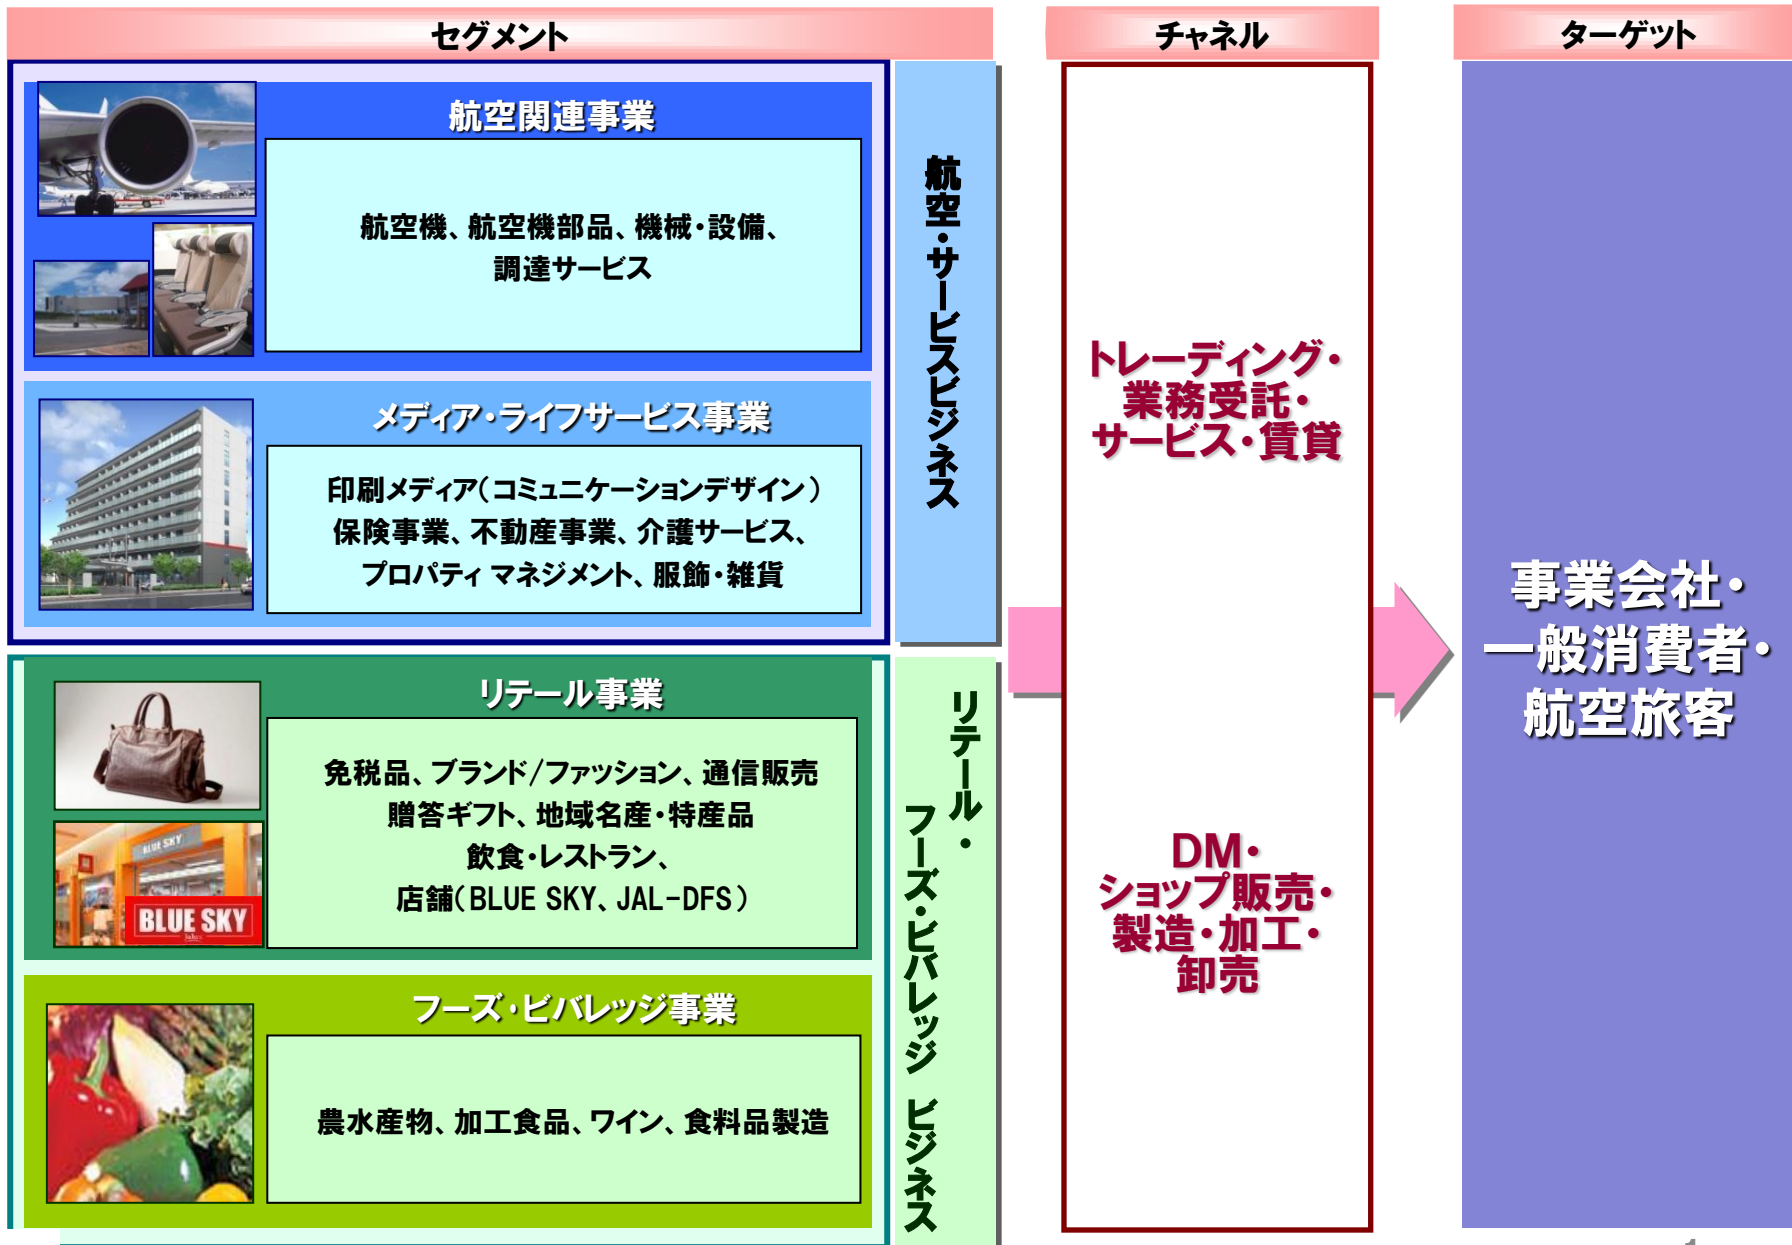 セグメント
チャネル
ターゲット
航空関連事業
航空機、航空機部品、機械・設備、
調達サービス
メディア・ライフサービス事業
印刷メディア(コミュニケーションデザイン)
保険事業、不動産事業、介護サービス、
プロパティ マネジメント、服飾・雑貨
航空・サービスビジネス
リテール事業
免税品、ブランド/ファッション、通信販売
贈答ギフト、地域名産・特産品
飲食・レストラン、
店舗(BLUE SKY、JAL-DFS)
BLUE SKY
BLUE SKY
フーズ・ビバレッジ事業
農水産物、加工食品、ワイン、食料品製造
リテール・
フーズ・ビバレッジ ビジネス
トレーディング・
業務受託・
サービス・賃貸
DM・
ショップ販売・
製造・加工・
卸売
事業会社・
一般消費者・
航空旅客